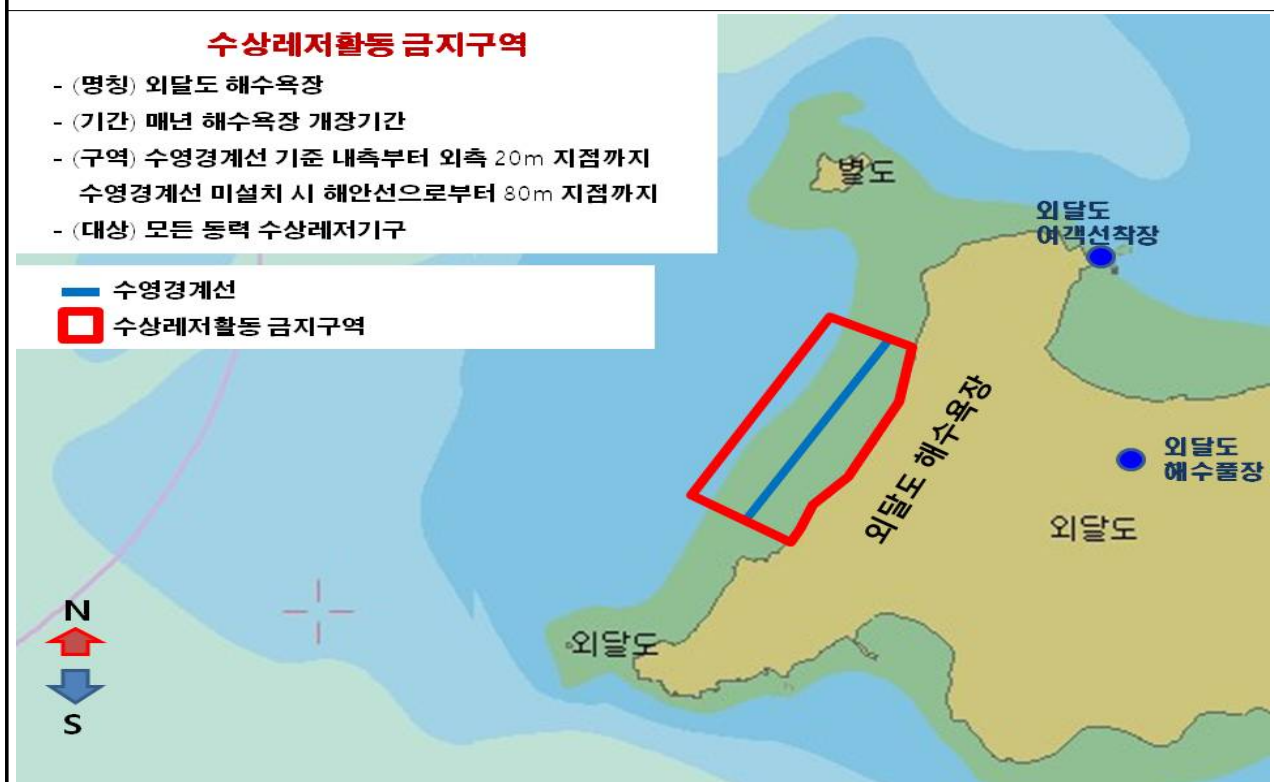 수상레저활동 금지구역
- (명칭) 외달도 해수욕장
- (기간) 매년 해수욕장 개장기간
- (구역) 수영경계선 기준 내측부터 외측 20m 지점까지
수영경계선 미설치 시 해안선으로부터 80m 지점까지
- (대상) 모든 동력 수상레저기구
수영경계선
수상레저활동 금지구역
별도
외달도
여객선착장
외달도 해수욕장
외달도
해수풀장
외달도
외달도
N
S